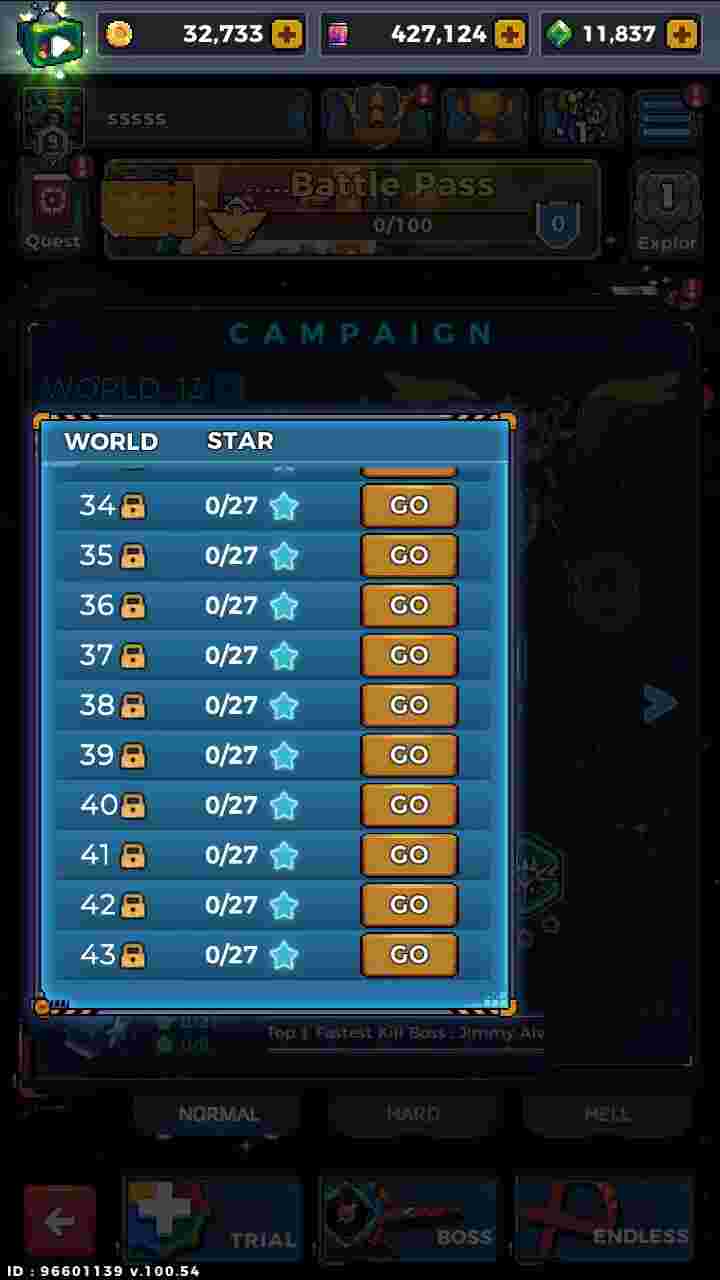 32,733
427,124
11,837
19
sssss
1
Battle Pass
0/100
0
1
Quest
Explor
CAMPAIGN
WORLD 13
WORLD STAR
34 0/27 GO
35 0/27 GO
36 0/27 GO
37 0/27 GO
38 0/27 GO
39 0/27 GO
40 0/27 GO
41 0/27 GO
42 0/27 GO
43 0/27 GO
Top 1 Fastest Kill Boss : Jimmy Alv
NORMAL HARD HELL
TRIAL BOSS ENDLESS
ID : 96601139 v.100.54